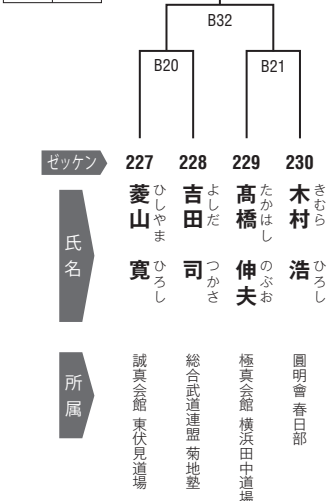 B32
B20
B21
ゼッケン
227
228
229
230
氏名
菱山 寛
ひしやま ひろし
吉田 司
よしだ つかさ
髙橋 伸夫
たかはし のぶお
木村 浩
きむら ひろし
所属
誠真会館 東伏見道場
総合武道連盟 菊地塾
極真会館 横浜田中道場
圓明會 春日部